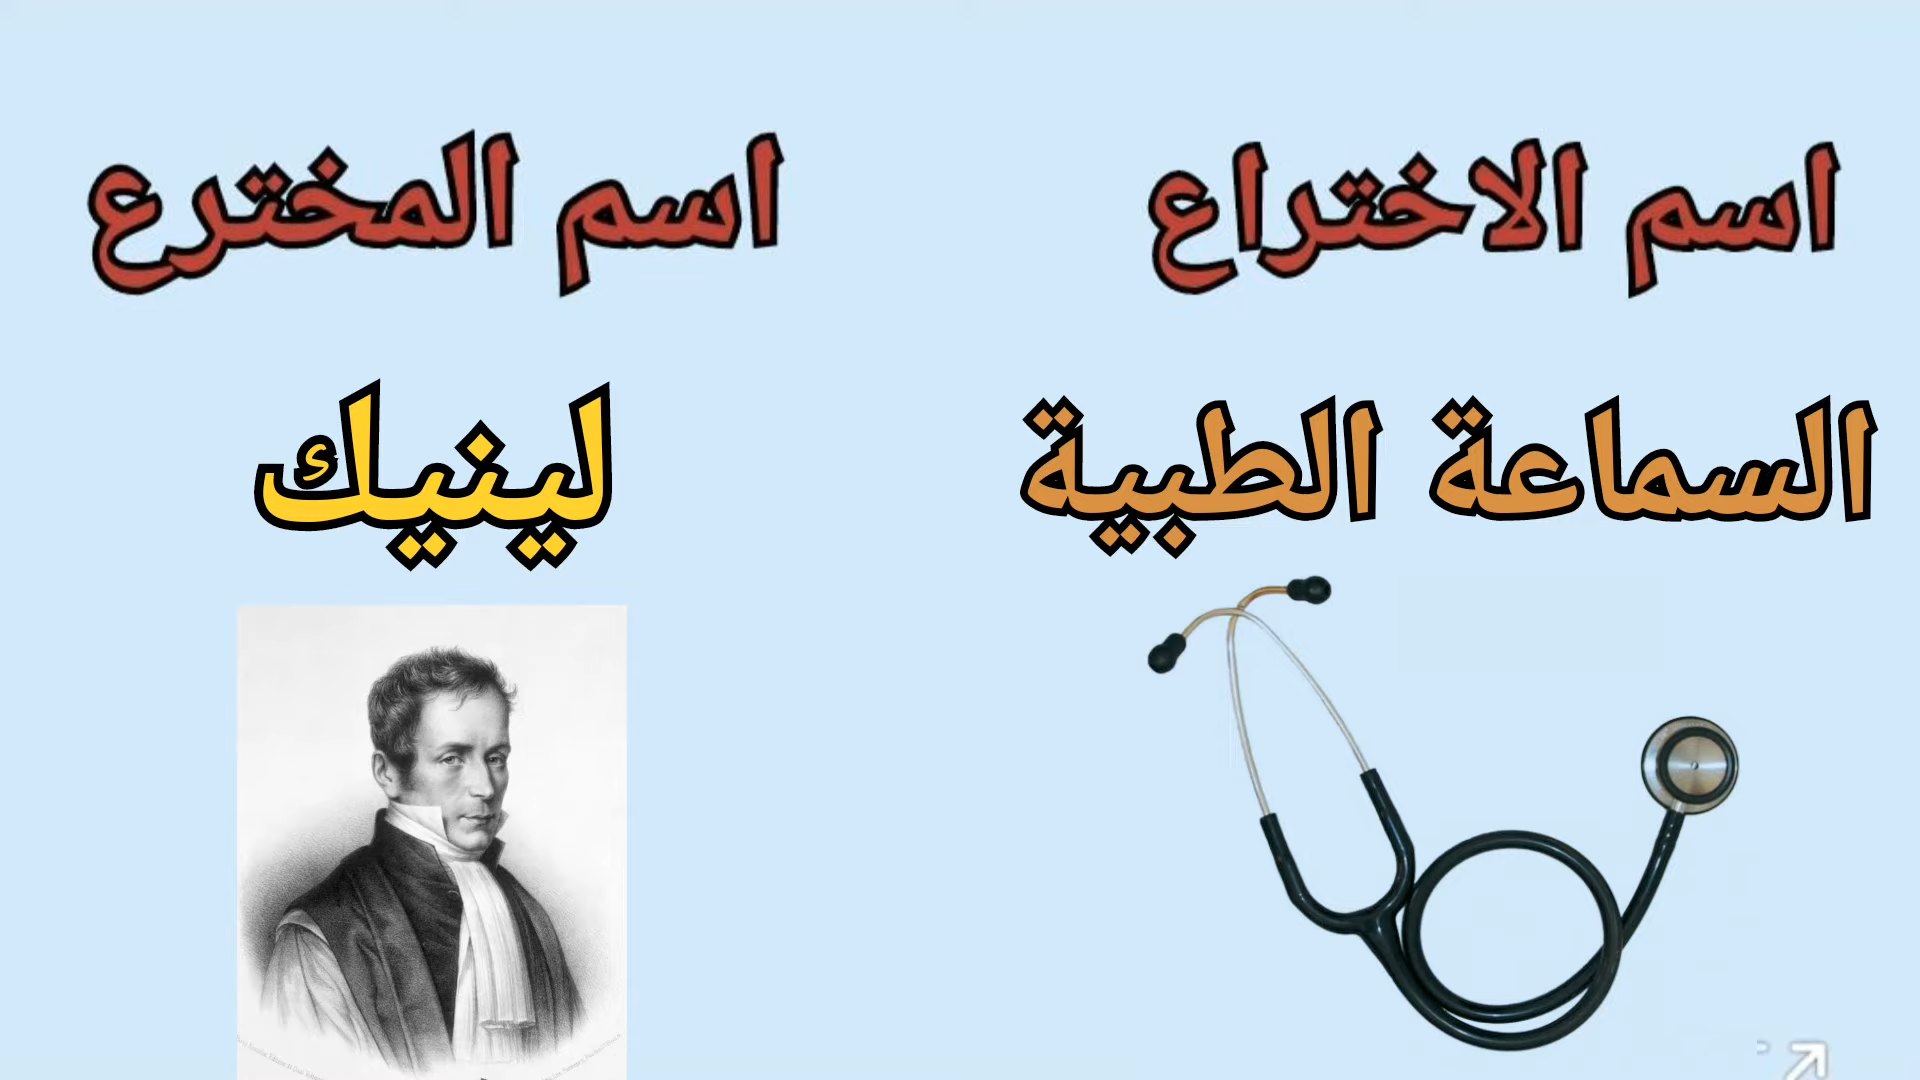 اسم الاختراع
اسم المخترع
السماعة الطبية
لينيك